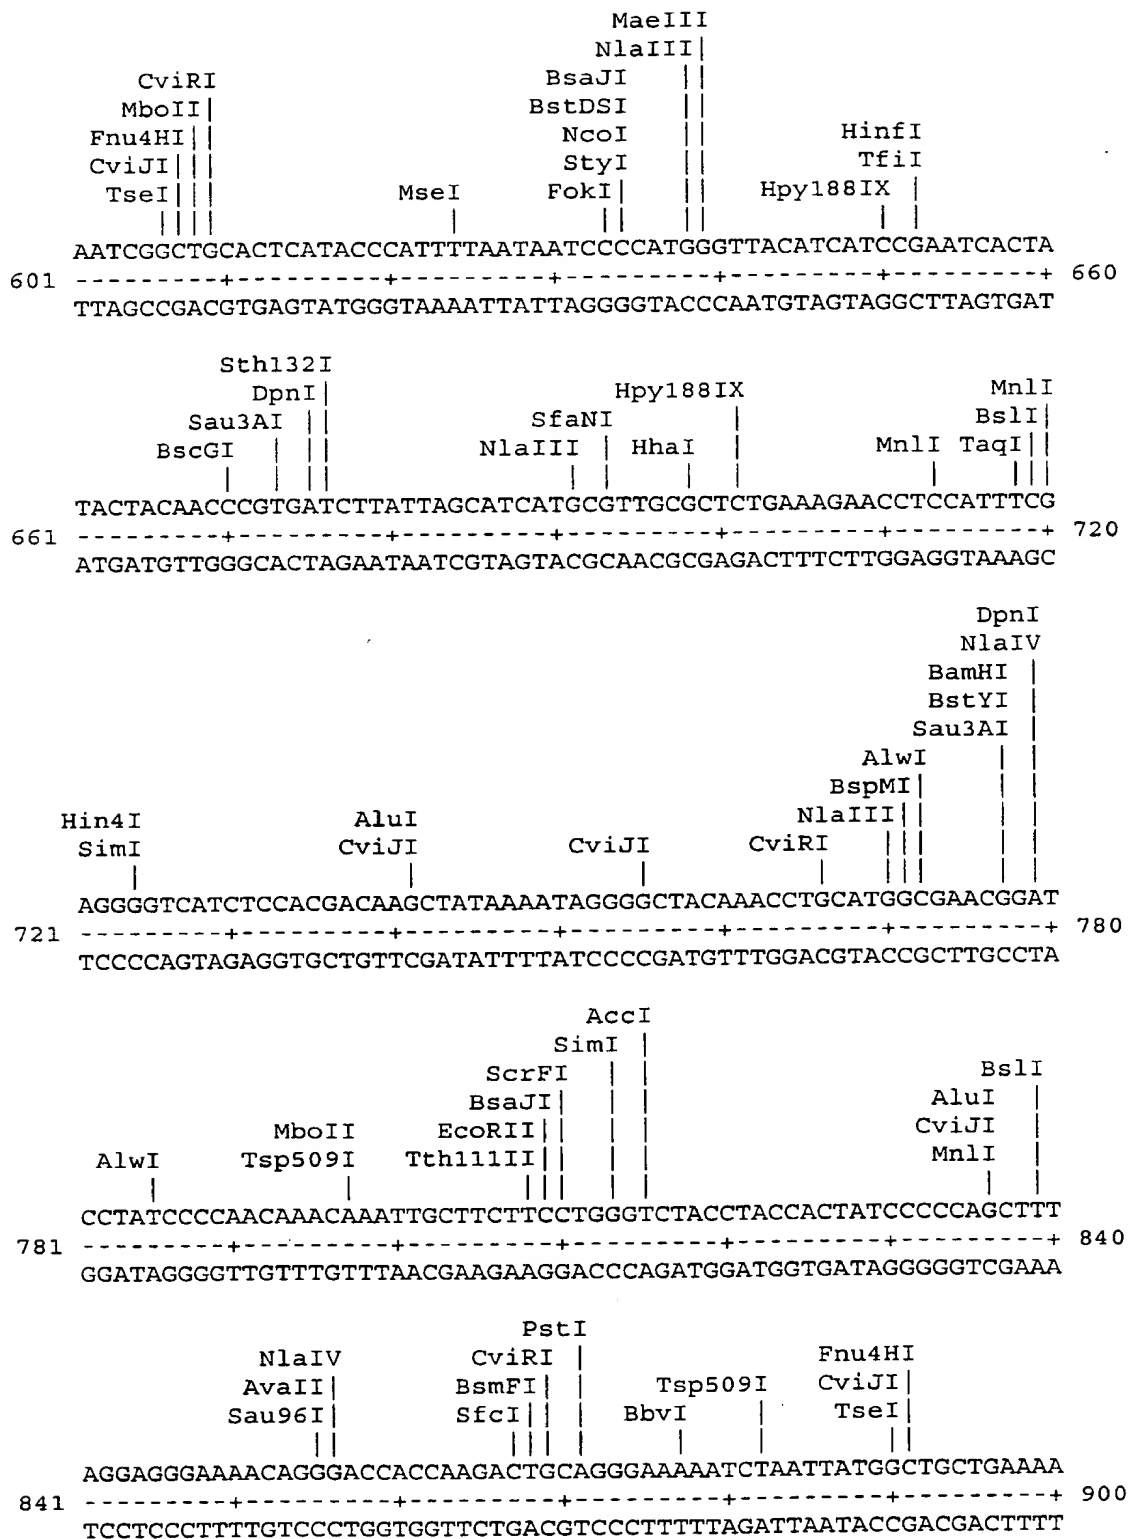 MaeIII
NlaIII|
CviRI BsaJI ||
MboII| BstDSI ||
Fnu4HI|| NcoI || HinfI
CviJI||| StyI || TfiI
TseI|||| MseI FokI| || Hpy188IX |
AATCGGCTGCACTCATACCCATTTTAATAATCCCCATGGGTTACATCATCCGAATCACTA
601 ---------+---------+---------+---------+---------+---------+ 660
TTAGCCGACGTGAGTATGGGTAAAATTATTAGGGGTACCCAATGTAGTAGGCTTAGTGAT
Sth132I
DpnI| Hpy188IX MnlI
Sau3AI || SfaNI | BslI|
BscGI | || NlaIII | HhaI | MnlI TaqI||
TACTACAACCCGTGATCTTATTAGCATCATGCGTTGCGCTCTGAAAGAACCTCCATTTCG
661 ---------+---------+---------+---------+---------+---------+ 720
ATGATGTTGGGCACTAGAATAATCGTAGTACGCAACGCGAGACTTTCTTGGAGGTAAAGC
DpnI
NlaIV
BamHI |
BstYI |
Sau3AI |
AlwI | |
BspMI| | |
Hin4I AluI NlaIII|| | |
SimI CviJI CviJI CviRI ||| | |
AGGGGTCATCTCCACGACAAGCTATAAAATAGGGGCTACAAACCTGCATGGCGAACGGAT
721 ---------+---------+---------+---------+---------+---------+ 780
TCCCCAGTAGAGGTGCTGTTCGATATTTTATCCCCGATGTTTGGACGTACCGCTTGCCTA
AccI
SimI |
ScrFI | | BslI
BsaJI| | | AluI |
MboII EcoRII|| | | CviJI |
AlwI Tsp509I Tth111II|| | | MnlI |
CCTATCCCCAACAAACAAATTGCTTCTTCCTGGGTCTACCTACCACTATCCCCCAGCTTT
781 ---------+---------+---------+---------+---------+---------+ 840
GGATAGGGGTTGTTTGTTTAACGAAGAAGGACCCAGATGGATGGTGATAGGGGGTCGAAA
PstI
NlaIV CviRI | Fnu4HI
AvaII| BsmFI| | Tsp509I CviJI|
Sau96I| SfcI|| | BbvI | TseI|
AGGAGGGAAAACAGGGACCACCAAGACTGCAGGGAAAAATCTAATTATGGCTGCTGAAAA
841 ---------+---------+---------+---------+---------+---------+ 900
TCCTCCCTTTTGTCCCTGGTGGTTCTGACGTCCCTTTTTAGATTAATACCGACGACTTTT